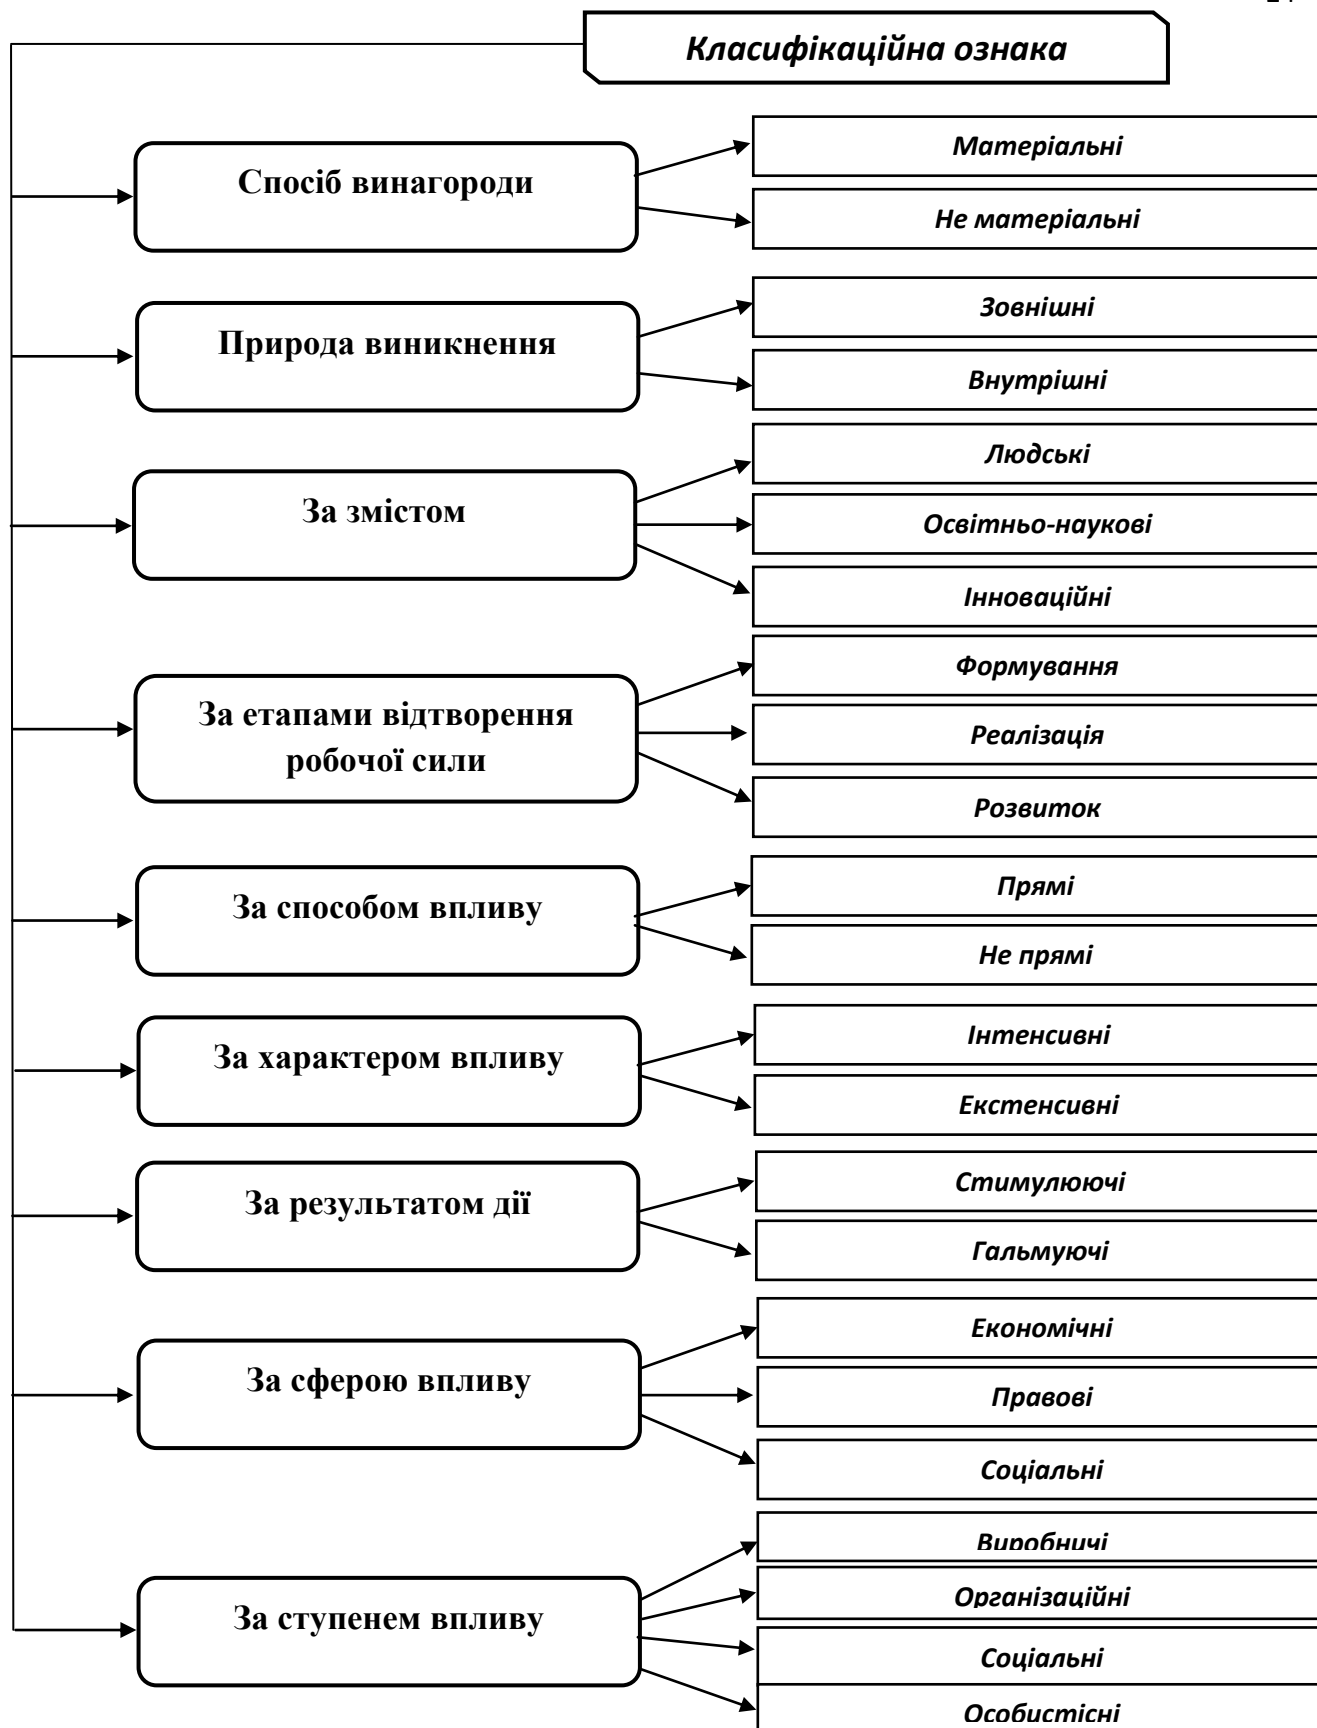 Класифікаційна ознака
Спосіб винагороди
Матеріальні
Не матеріальні
Природа виникнення
Зовнішні
Внутрішні
За змістом
Людські
Освітньо-наукові
Інноваційні
За етапами відтворення
робочої сили
Формування
Реалізація
Розвиток
За способом впливу
Прямі
Не прямі
За характером впливу
Інтенсивні
Екстенсивні
За результатом дії
Стимулюючі
Гальмуючі
За сферою впливу
Економічні
Правові
Соціальні
За ступенем впливу
Виробничі
Організаційні
Соціальні
Особистісні